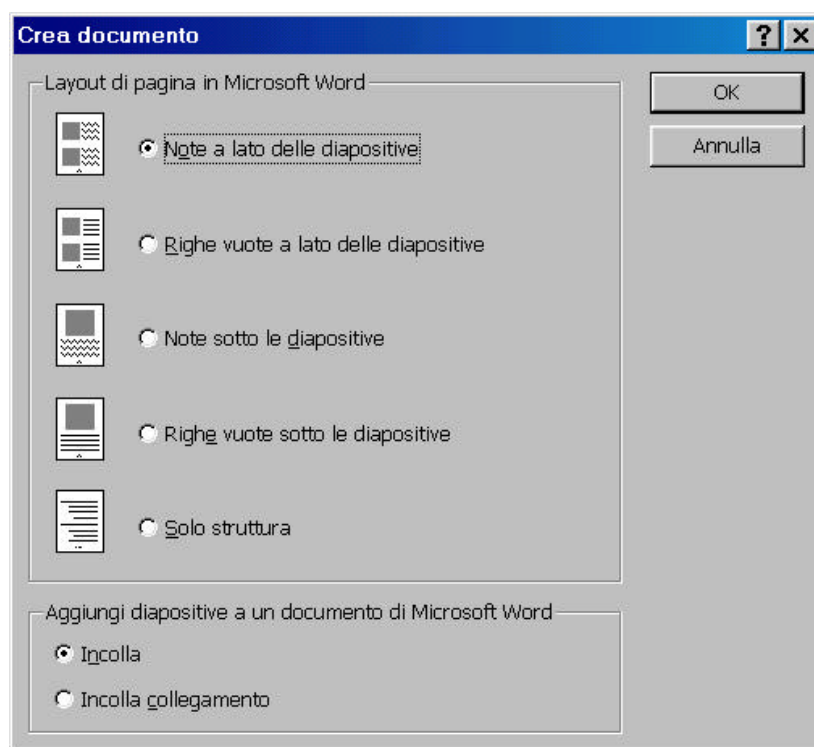 Crea documento
Layout di pagina in Microsoft Word
OK
Annulla
Note a lato delle diapositive
Righe vuote a lato delle diapositive
Note sotto le diapositive
Righe vuote sotto le diapositive
Solo struttura
Aggiungi diapositive a un documento di Microsoft Word
Incolla
Incolla collegamento